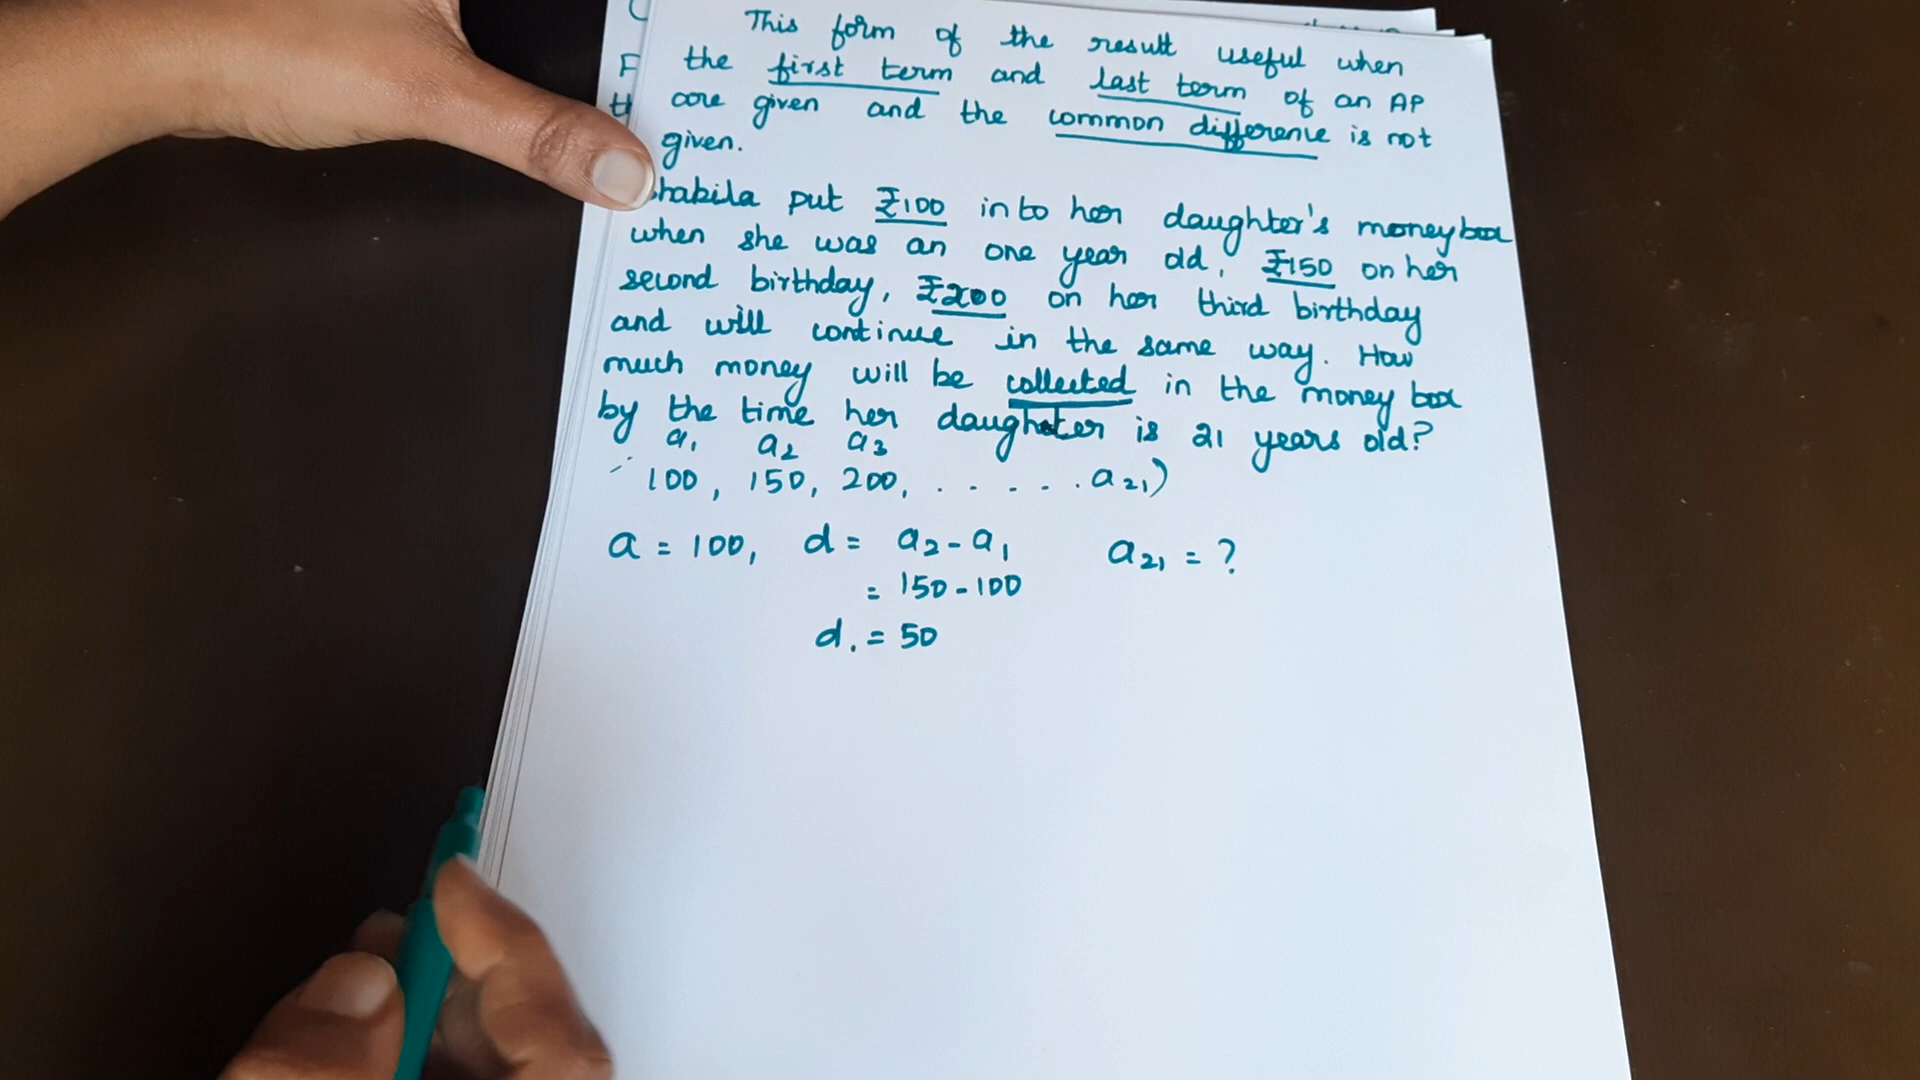 This form of the result useful when
the first term and last term of an AP
are given and the common difference is not
given.
habila put ₹100 into her daughter's moneybox
when she was an one year old, ₹150 on her
second birthday, ₹200 on her third birthday
and will continue in the same way. How
much money will be collected in the money box
by the time her daughter is 21 years old?
a₁ a₂ a₃
100, 150, 200, . . . . . a₂₁)
a = 100, d = a₂ - a₁ a₂₁ = ?
= 150 - 100
d. = 50